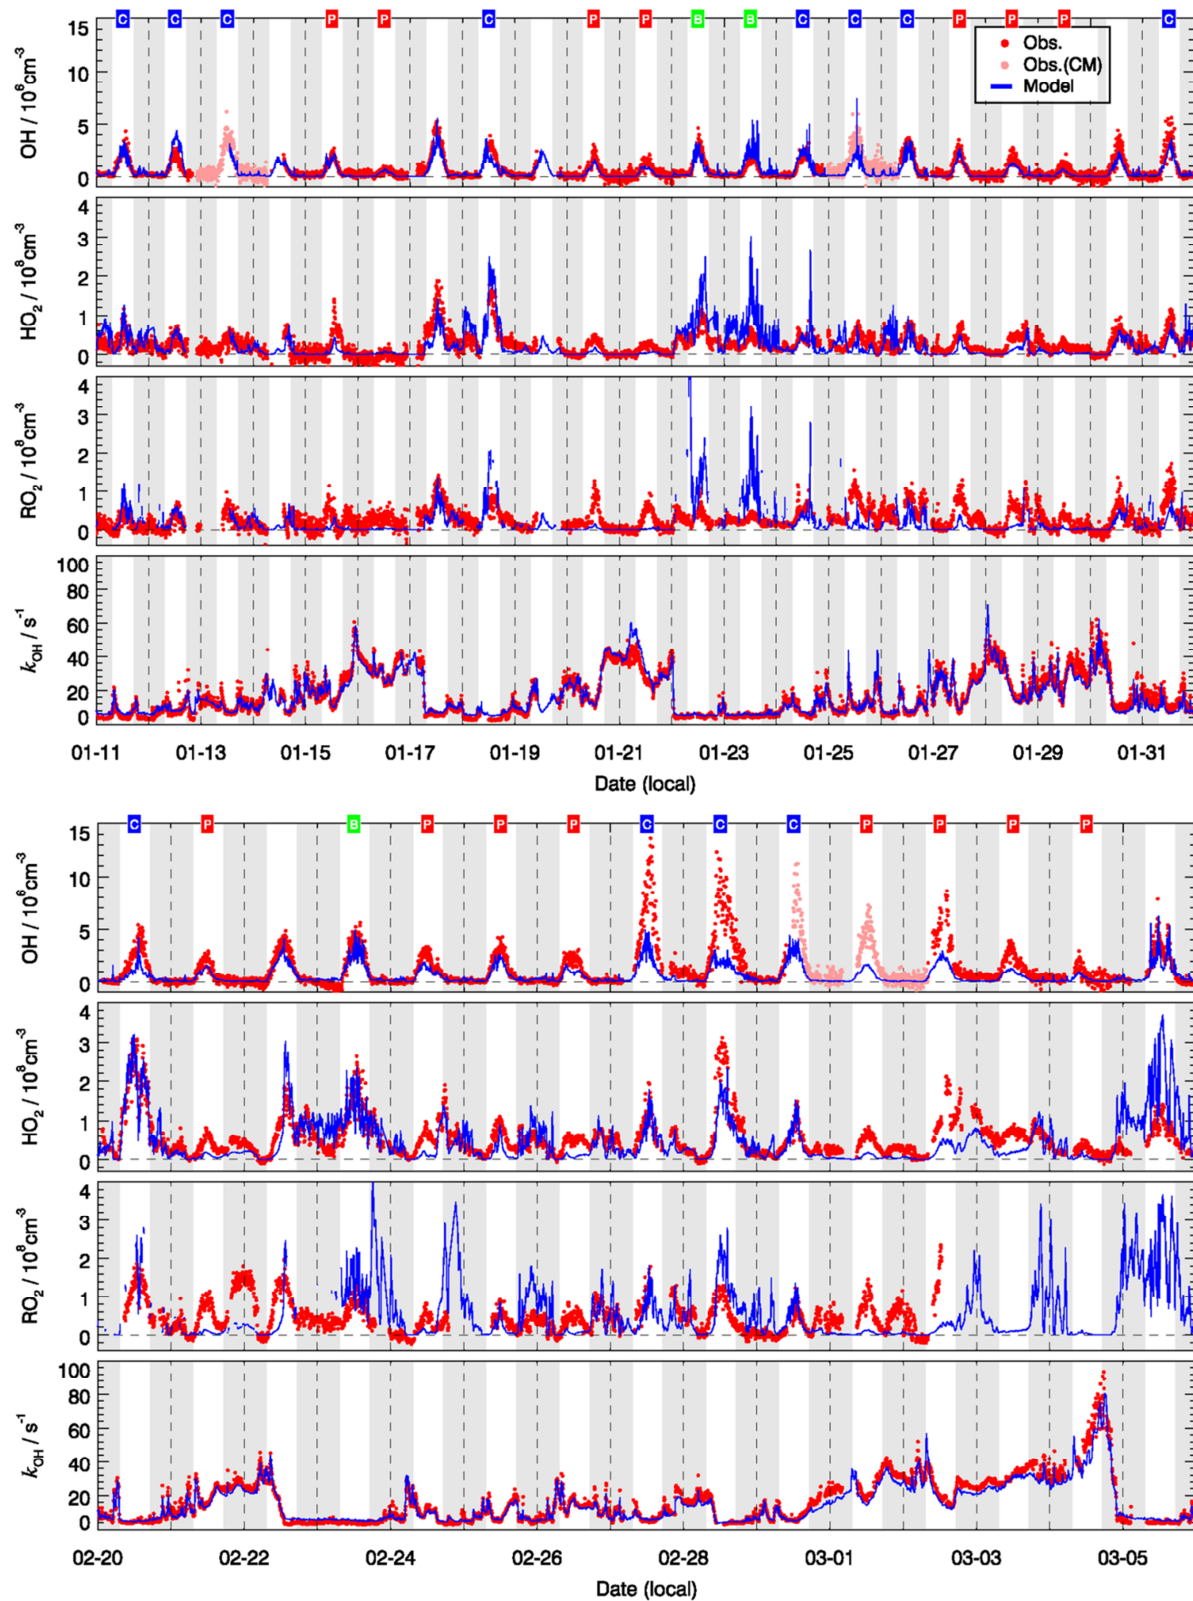 C C C P P C P P B B C C C P P P C
15
10
5
0
OH / 10⁶cm⁻³
Obs.
Obs.(CM)
Model
4
3
2
1
0
HO₂ / 10⁸cm⁻³
4
3
2
1
0
RO₂ / 10⁸cm⁻³
100
80
60
40
20
0
k_OH / s⁻¹
01-11 01-13 01-15 01-17 01-19 01-21 01-23 01-25 01-27 01-29 01-31
Date (local)
C P B P P P C C C P P P P
15
10
5
0
OH / 10⁶cm⁻³
4
3
2
1
0
HO₂ / 10⁸cm⁻³
4
3
2
1
0
RO₂ / 10⁸cm⁻³
100
80
60
40
20
0
k_OH / s⁻¹
02-20 02-22 02-24 02-26 02-28 03-01 03-03 03-05
Date (local)